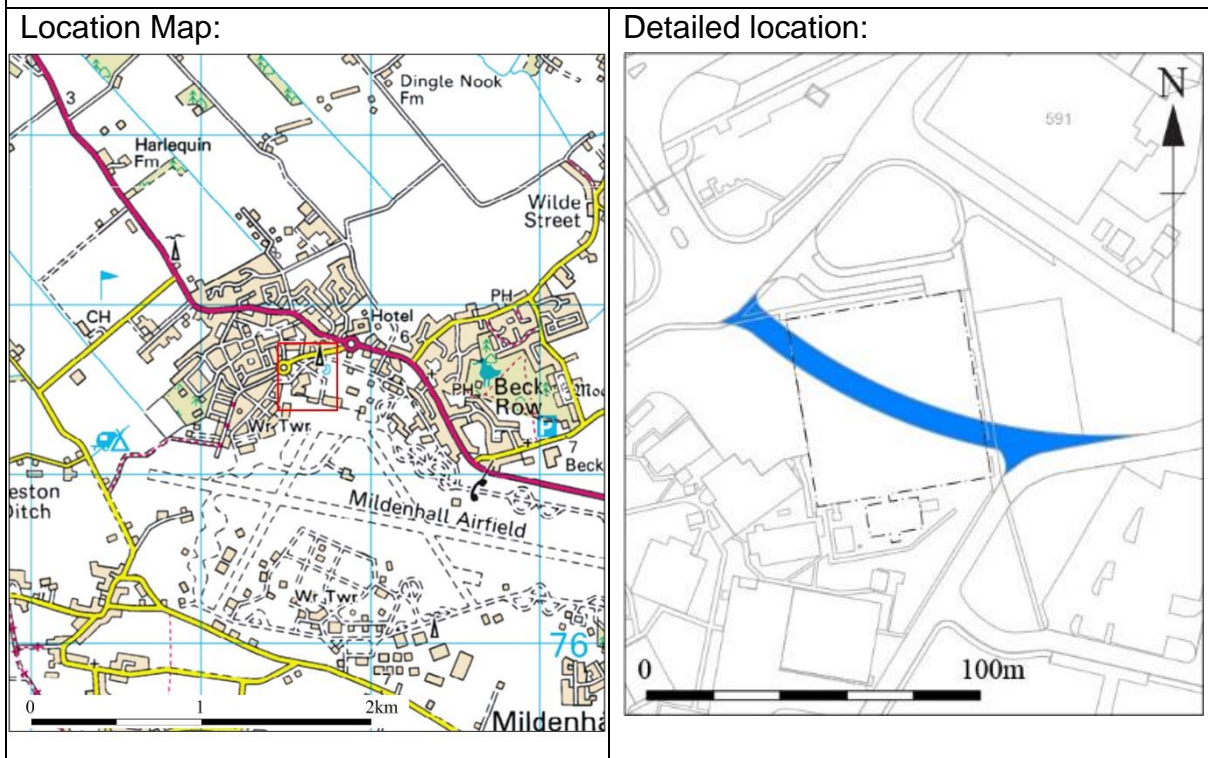 Location Map:
Detailed location:
Dingle Nook
Fm
3
Harlequin
Fm
Wilde
Street
PH
CH
Hotel
6
PH
Beck
Row
Wr Twr
7
Beck
eston
Ditch
Mildenhall Airfield
Wr Twr
76
7
0
1
2km
Mildenha
N
591
0
100m